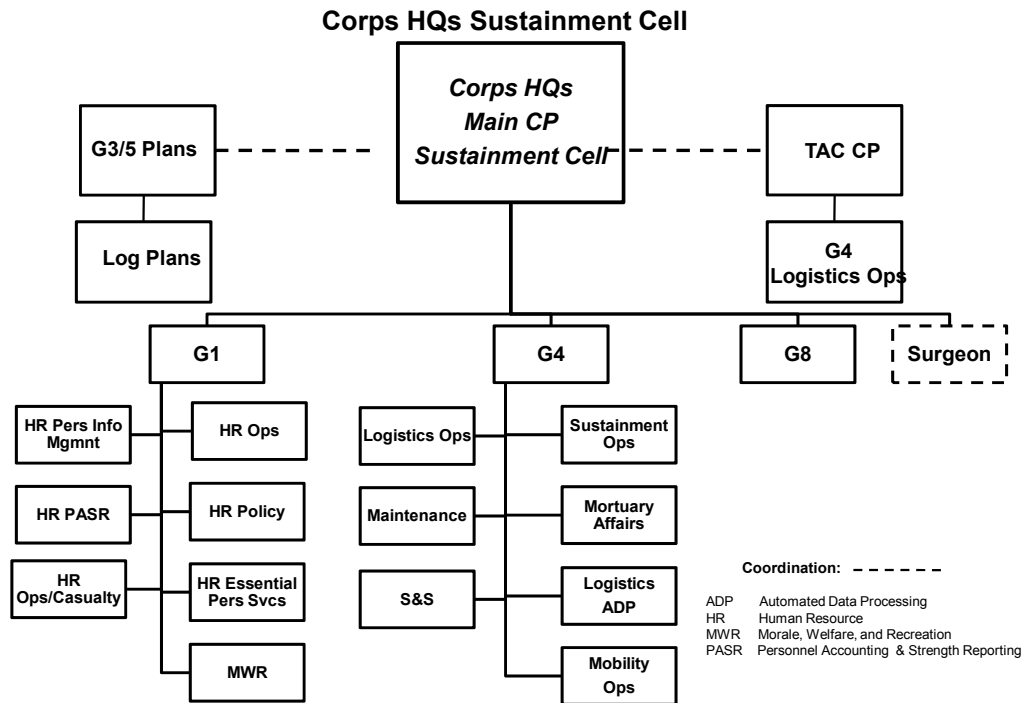 Corps HQs Sustainment Cell
Corps HQs
Main CP
Sustainment Cell
G3/5 Plans
TAC CP
Log Plans
G4
Logistics Ops
G1
G4
G8
Surgeon
HR Pers Info
Mgmnt
HR Ops
HR PASR
HR Policy
HR
Ops/Casualty
HR Essential
Pers Svcs
MWR
Logistics Ops
Sustainment
Ops
Maintenance
Mortuary
Affairs
S&S
Logistics
ADP
Mobility
Ops
Coordination:
ADP Automated Data Processing
HR Human Resource
MWR Morale, Welfare, and Recreation
PASR Personnel Accounting & Strength Reporting